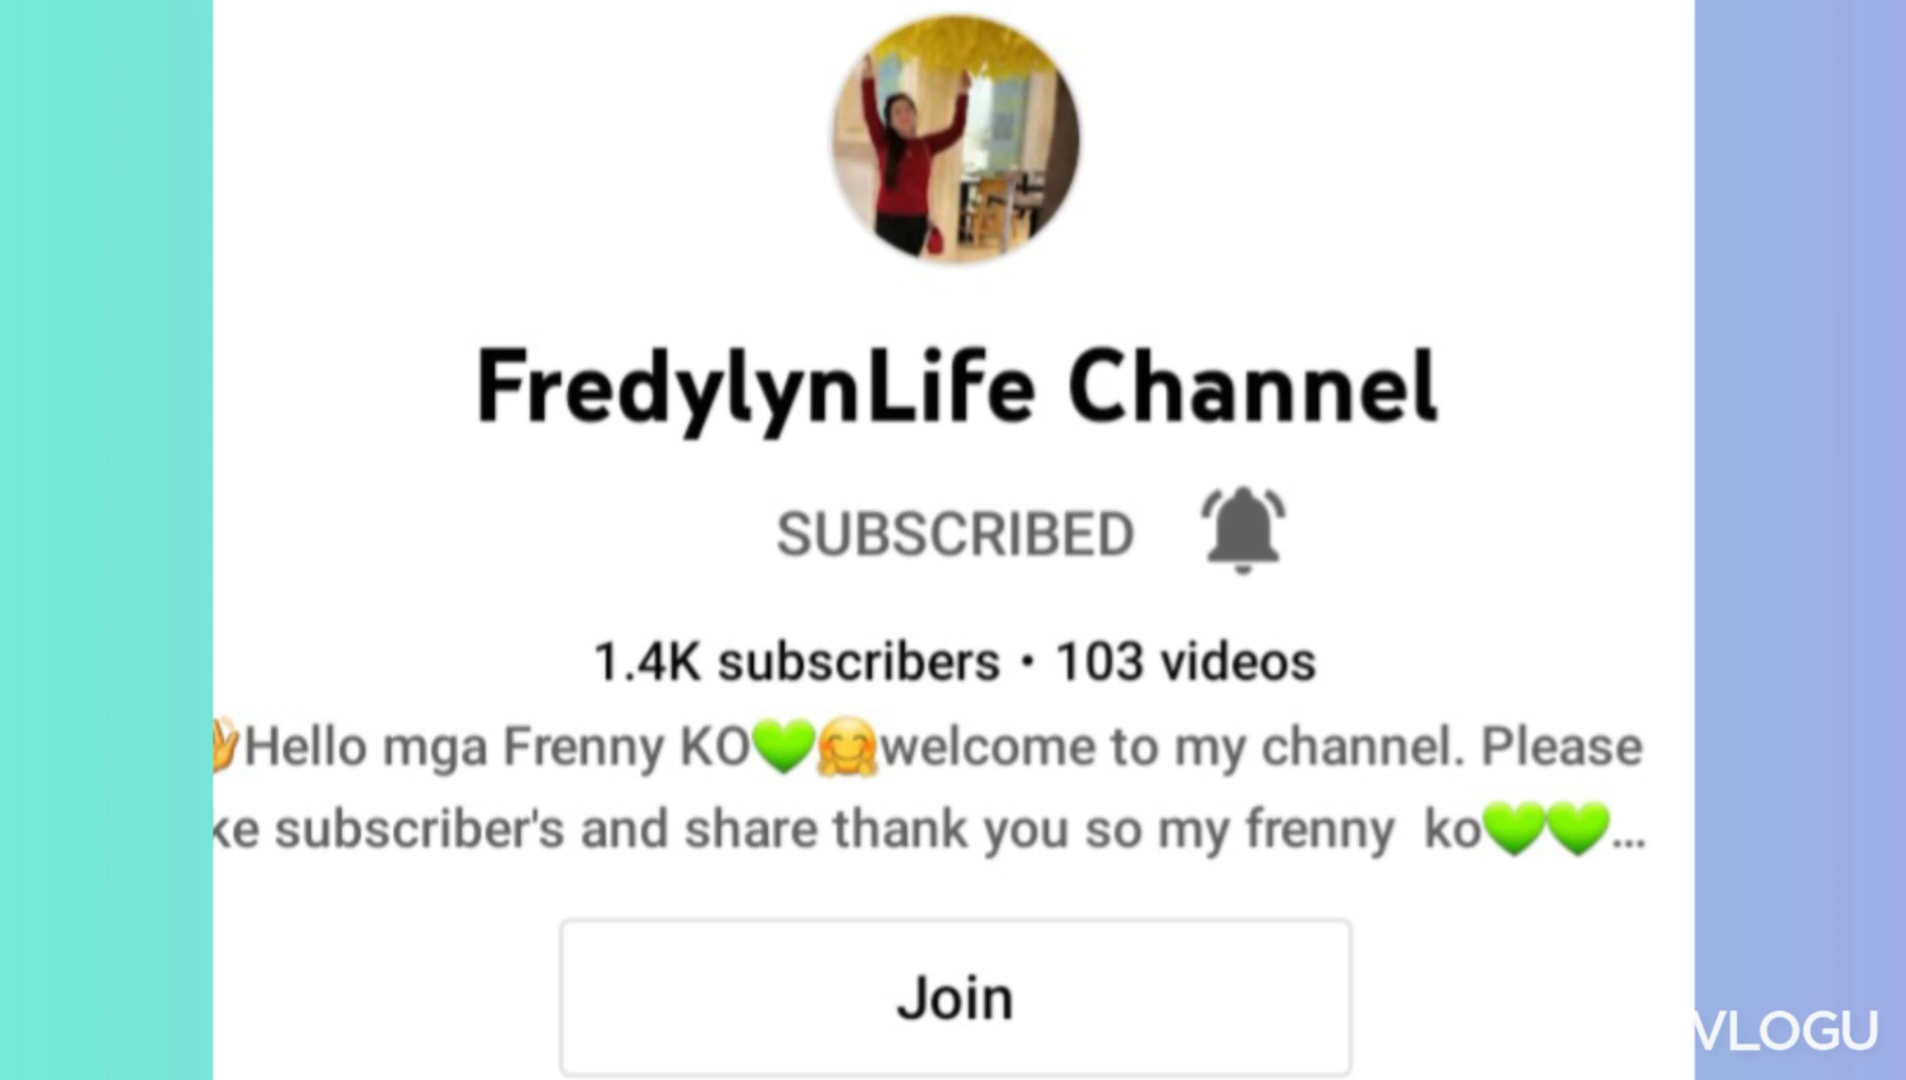 FredylynLife Channel
SUBSCRIBED
1.4K subscribers • 103 videos
👋Hello mga Frenny KO💚🤗welcome to my channel. Please
ke subscriber's and share thank you so my frenny ko💚💚...
Join
VLOGU